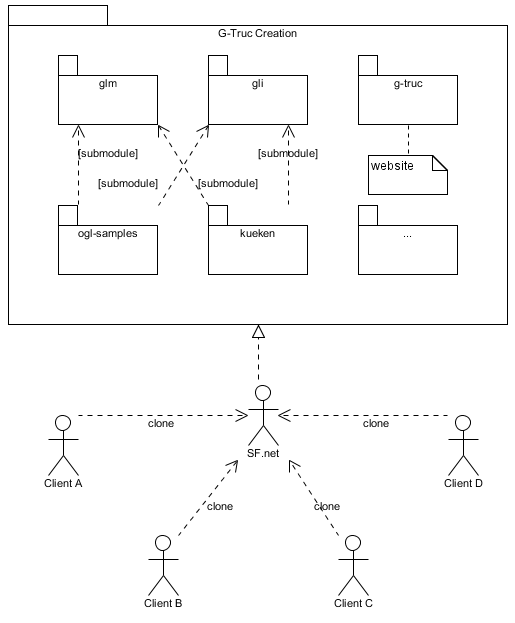 G-Truc Creation
glm
gli
g-truc
[submodule]
[submodule]
website
[submodule]
[submodule]
ogl-samples
kueken
...
clone
clone
SF.net
Client A
Client D
clone
clone
Client B
Client C